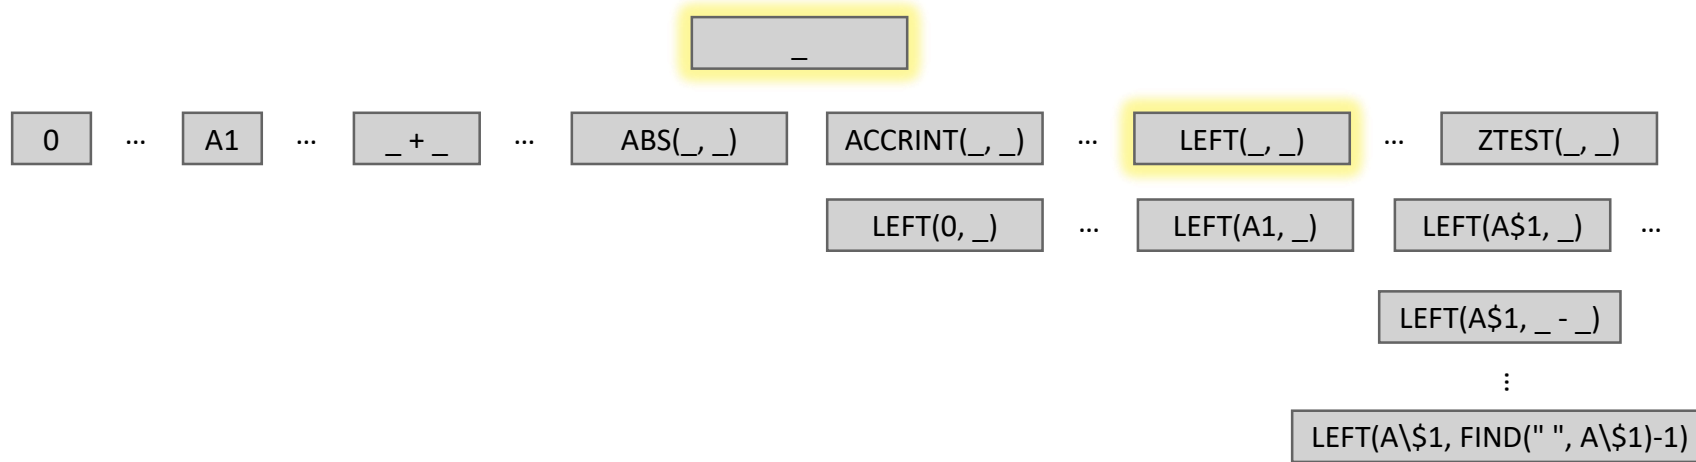 _
0 ... A1 ... _ + _ ... ABS(_, _) ACCRINT(_, _) ... LEFT(_, _) ... ZTEST(_, _)
LEFT(0, _) ... LEFT(A1, _) LEFT(A$1, _) ...
LEFT(A$1, _ - _)
⋮
LEFT(A\$1, FIND(" ", A\$1)-1)